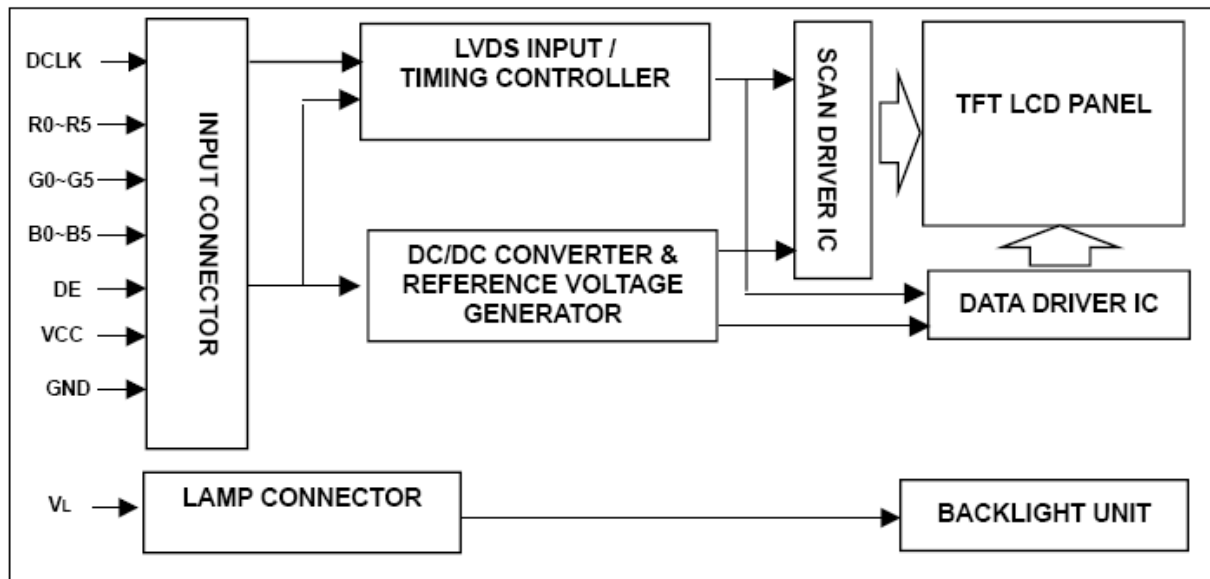 DCLK
R0~R5
G0~G5
B0~B5
DE
VCC
GND
INPUT CONNECTOR
LVDS INPUT /
TIMING CONTROLLER
DC/DC CONVERTER &
REFERENCE VOLTAGE
GENERATOR
SCAN DRIVER IC
TFT LCD PANEL
DATA DRIVER IC
VL
LAMP CONNECTOR
BACKLIGHT UNIT